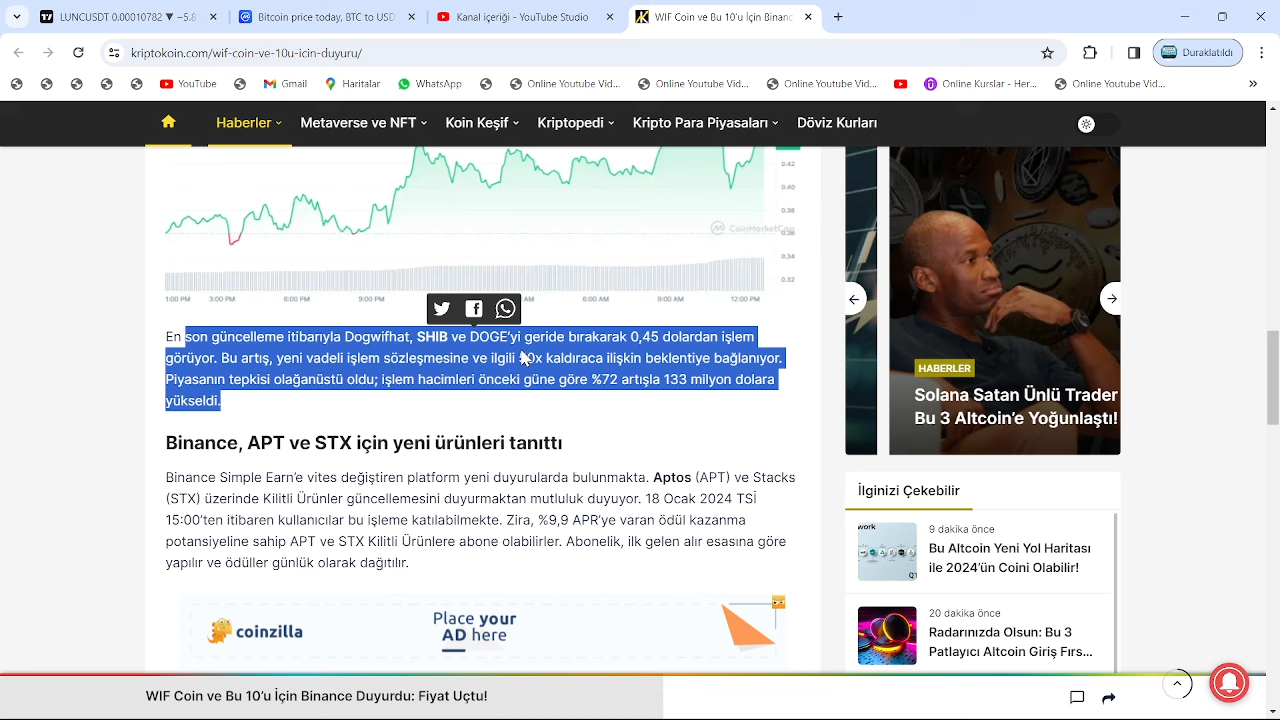 LUNCUSDT 0.00010782 ▼ −5.8
Bitcoin price today, BTC to USD
Kanal içeriği - YouTube Studio
WIF Coin ve Bu 10'u İçin Binanc
kriptokoin.com/wif-coin-ve-10u-icin-duyuru/
Duraklatıldı
YouTube
Gmail
Haritalar
WhatsApp
Online Youtube Vid...
Online Youtube Vid...
Online Kurslar - Her...
Online Youtube Vid...
Haberler
Metaverse ve NFT
Koin Keşif
Kriptopedi
Kripto Para Piyasaları
Döviz Kurları
0.42
0.40
0.38
0.36
0.34
0.32
CoinMarketCap
1:00 PM 3:00 PM 6:00 PM 9:00 PM AM 6:00 AM 9:00 AM 12:00 PM
En son güncelleme itibarıyla Dogwifhat, SHIB ve DOGE'yi geride bırakarak 0,45 dolardan işlem
görüyor. Bu artış, yeni vadeli işlem sözleşmesine ve ilgili kaldıraca ilişkin beklentiye bağlanıyor.
Piyasanın tepkisi olağanüstü oldu; işlem hacimleri önceki güne göre %72 artışla 133 milyon dolara
yükseldi.
Binance, APT ve STX için yeni ürünleri tanıttı
Binance Simple Earn'e vites değiştiren platform yeni duyurularda bulunmakta. Aptos (APT) ve Stacks
(STX) üzerinde Kilitli Ürünler güncellemesini duyurmaktan mutluluk duyuyor. 18 Ocak 2024 TSİ
15:00'ten itibaren kullanıcılar bu işleme katılabilmekte. Zira, %9,9 APR'ye varan ödül kazanma
potansiyeline sahip APT ve STX Kilitli Ürünlere abone olabilirler. Abonelik, ilk gelen alır esasına göre
yapılır ve ödüller günlük olarak dağıtılır.
coinzilla
Place your
AD here
HABERLER
Solana Satan Ünlü Trader
Bu 3 Altcoin'e Yoğunlaştı!
İlginizi Çekebilir
work
Q1
9 dakika önce
Bu Altcoin Yeni Yol Haritası
ile 2024'ün Coini Olabilir!
20 dakika önce
Radarınızda Olsun: Bu 3
Patlayıcı Altcoin Giriş Fırs...
WIF Coin ve Bu 10'u İçin Binance Duyurdu: Fiyat Uçtu!